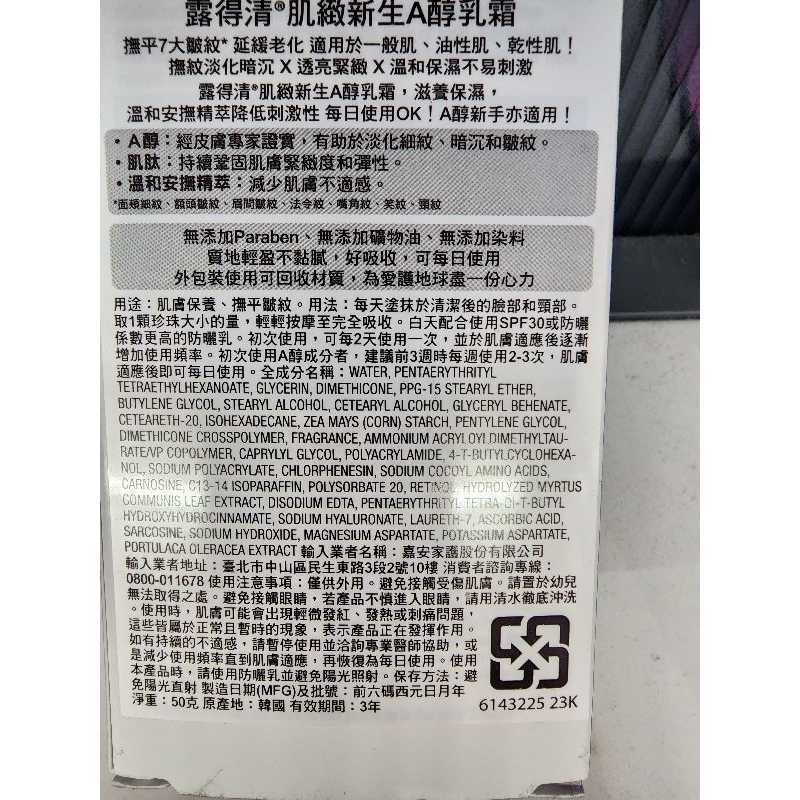 露得清®肌緻新生A醇乳霜
撫平7大皺紋* 延緩老化 適用於一般肌、油性肌、乾性肌！
撫紋淡化暗沉 X 透亮緊緻 X 溫和保濕不易刺激
露得清®肌緻新生A醇乳霜，滋養保濕，
溫和安撫精萃降低刺激性 每日使用OK！A醇新手亦適用！
• A醇：經皮膚專家證實，有助於淡化細紋、暗沉和皺紋。
• 肌肽：持續鞏固肌膚緊緻度和彈性。
• 溫和安撫精萃：減少肌膚不適感。
*面頰細紋、額頭皺紋、眉間皺紋、法令紋、嘴角紋、笑紋、頸紋
無添加Paraben、無添加礦物油、無添加染料
質地輕盈不黏膩，好吸收，可每日使用
外包裝使用可回收材質，為愛護地球盡一份心力
用途：肌膚保養、撫平皺紋。用法：每天塗抹於清潔後的臉部和頸部。
取1顆珍珠大小的量，輕輕按摩至完全吸收。白天配合使用SPF30或防曬
係數更高的防曬乳。初次使用，可每2天使用一次，並於肌膚適應後逐漸
增加使用頻率。初次使用A醇成分者，建議前3週時每週使用2-3次，肌膚
適應後即可每日使用。全成分名稱：WATER, PENTAERYTHRITYL
TETRAETHYLHEXANOATE, GLYCERIN, DIMETHICONE, PPG-15 STEARYL ETHER,
BUTYLENE GLYCOL, STEARYL ALCOHOL, CETEARYL ALCOHOL, GLYCERYL BEHENATE,
CETEARETH-20, ISOHEXADECANE, ZEA MAYS (CORN) STARCH, PENTYLENE GLYCOL,
DIMETHICONE CROSSPOLYMER, FRAGRANCE, AMMONIUM ACRYLOYLDIMETHYLTAU-
RATE/VP COPOLYMER, CAPRYLYL GLYCOL, POLYACRYLAMIDE, 4-T-BUTYLCYCLOHEXA-
NOL, SODIUM POLYACRYLATE, CHLORPHENESIN, SODIUM COCOYL AMINO ACIDS,
CARNOSINE, C13-14 ISOPARAFFIN, POLYSORBATE 20, RETINOL, HYDROLYZED MYRTUS
COMMUNIS LEAF EXTRACT, DISODIUM EDTA, PENTAERYTHRITYL TETRA-DI-T-BUTYL
HYDROXYHYDROCINNAMATE, SODIUM HYALURONATE, LAURETH-7, ASCORBIC ACID,
SARCOSINE, SODIUM HYDROXIDE, MAGNESIUM ASPARTATE, POTASSIUM ASPARTATE,
PORTULACA OLERACEA EXTRACT 輸入業者名稱：嘉安家護股份有限公司
輸入業者地址：臺北市中山區民生東路3段2號10樓 消費者諮詢專線：
0800-011678 使用注意事項：僅供外用。避免接觸受傷肌膚。請置於幼兒
無法取得之處。避免接觸眼睛，若產品不慎進入眼睛，請用清水徹底沖洗
。使用時，肌膚可能會出現輕微發紅、發熱或刺痛問題，
這些皆屬於正常且暫時的現象，表示產品正在發揮作用。
如有持續的不適感，請暫停使用並洽詢專業醫師協助，或
是減少使用頻率直到肌膚適應，再恢復為每日使用。使用
本產品時，請使用防曬乳並避免陽光照射。保存方法：避
免陽光直射 製造日期(MFG)及批號：前六碼西元日月年
淨重：50克 原產地：韓國 有效期間：3年
6143225 23K